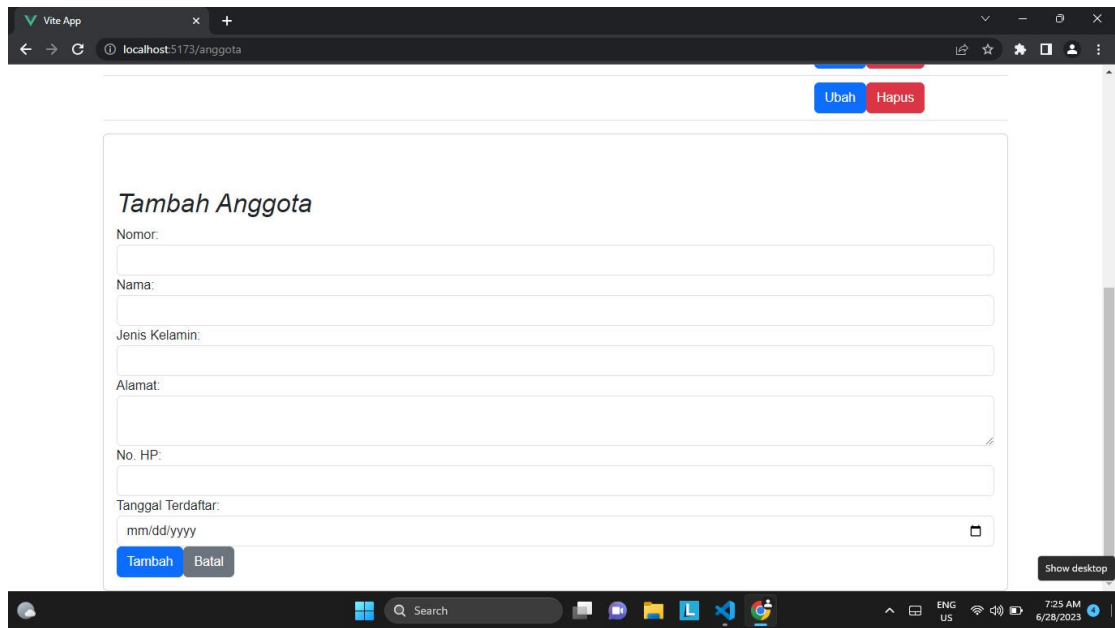 Vite App
localhost:5173/anggota
Ubah Hapus
Tambah Anggota
Nomor:
Nama:
Jenis Kelamin:
Alamat:
No. HP:
Tanggal Terdaftar:
mm/dd/yyyy
Tambah Batal
Show desktop
Search
L
ENG
US
7:25 AM
6/28/2023
4